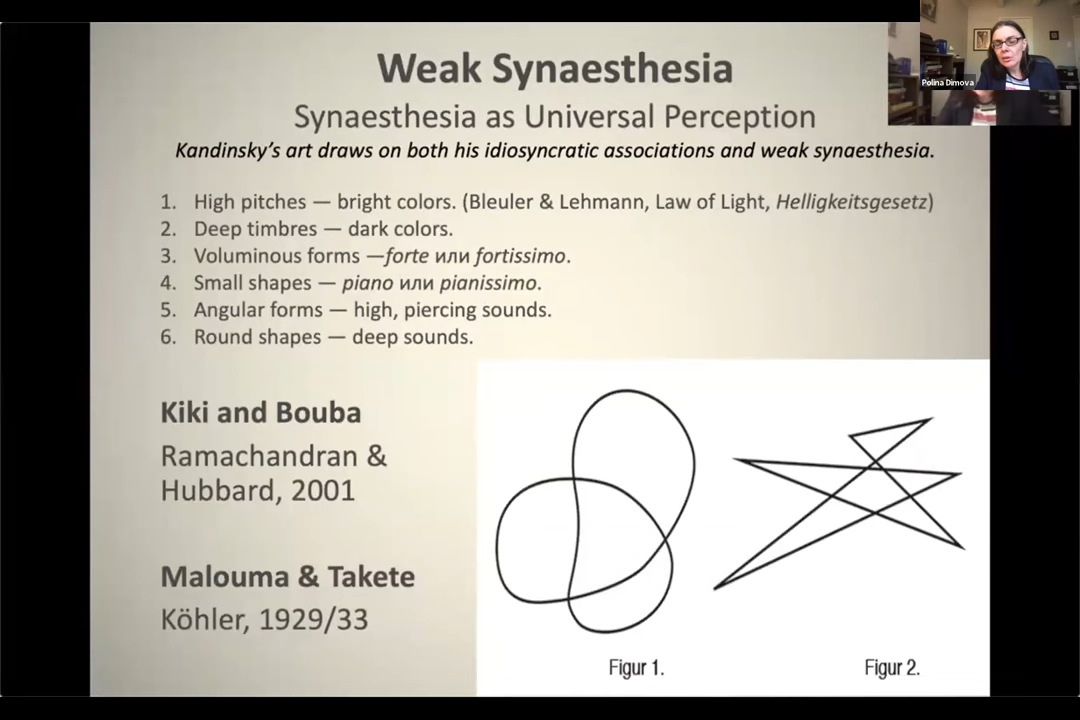 Weak Synaesthesia
Synaesthesia as Universal Perception
Kandinsky's art draws on both his idiosyncratic associations and weak synaesthesia.
1. High pitches — bright colors. (Bleuler & Lehmann, Law of Light, Helligkeitsgesetz)
2. Deep timbres — dark colors.
3. Voluminous forms —forte или fortissimo.
4. Small shapes — piano или pianissimo.
5. Angular forms — high, piercing sounds.
6. Round shapes — deep sounds.
Kiki and Bouba
Ramachandran &
Hubbard, 2001
Malouma & Takete
Köhler, 1929/33
Figur 1.
Figur 2.
Polina Dimova